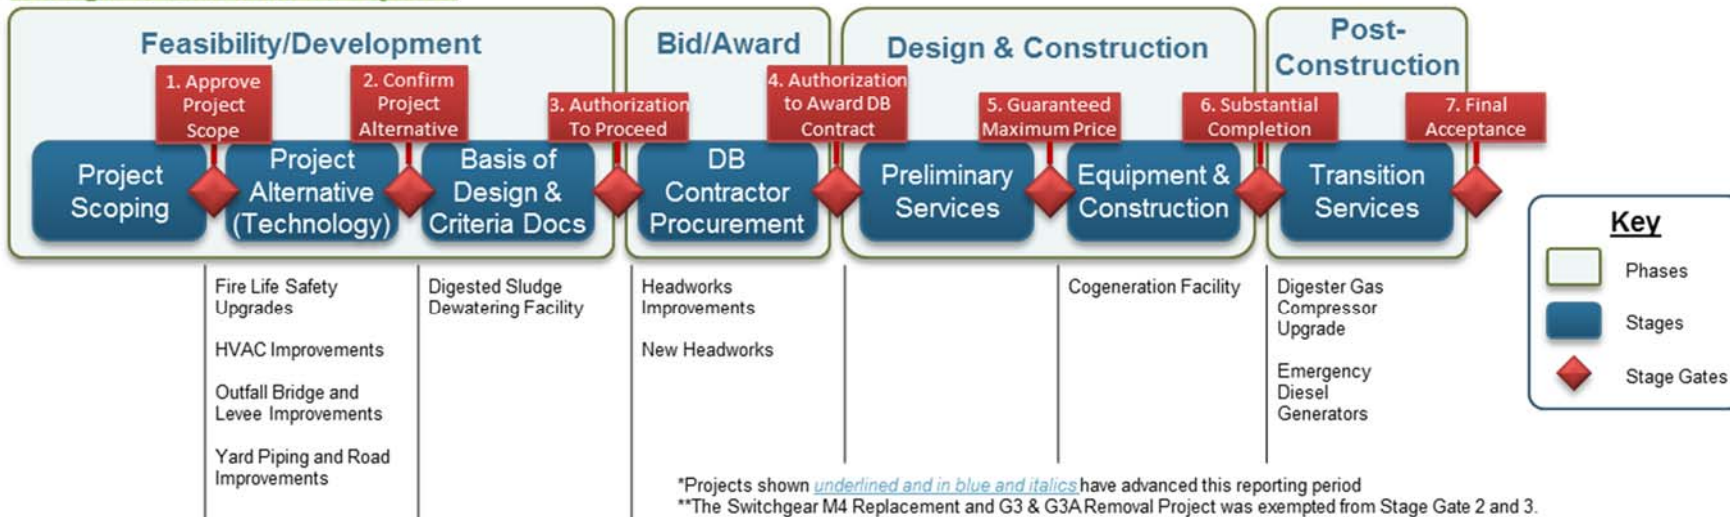 Feasibility/Development
Bid/Award
Design & Construction
Post-
Construction
1. Approve
Project
Scope
2. Confirm
Project
Alternative
3. Authorization
To Proceed
4. Authorization
to Award DB
Contract
5. Guaranteed
Maximum Price
6. Substantial
Completion
7. Final
Acceptance
Project
Scoping
Project
Alternative
(Technology)
Basis of
Design &
Criteria Docs
DB
Contractor
Procurement
Preliminary
Services
Equipment &
Construction
Transition
Services
Key
Phases
Stages
Stage Gates
Fire Life Safety
Upgrades
HVAC Improvements
Outfall Bridge and
Levee Improvements
Yard Piping and Road
Improvements
Digested Sludge
Dewatering Facility
Headworks
Improvements
New Headworks
Cogeneration Facility
Digester Gas
Compressor
Upgrade
Emergency
Diesel
Generators
*Projects shown underlined and in blue and italics have advanced this reporting period
**The Switchgear M4 Replacement and G3 & G3A Removal Project was exempted from Stage Gate 2 and 3.